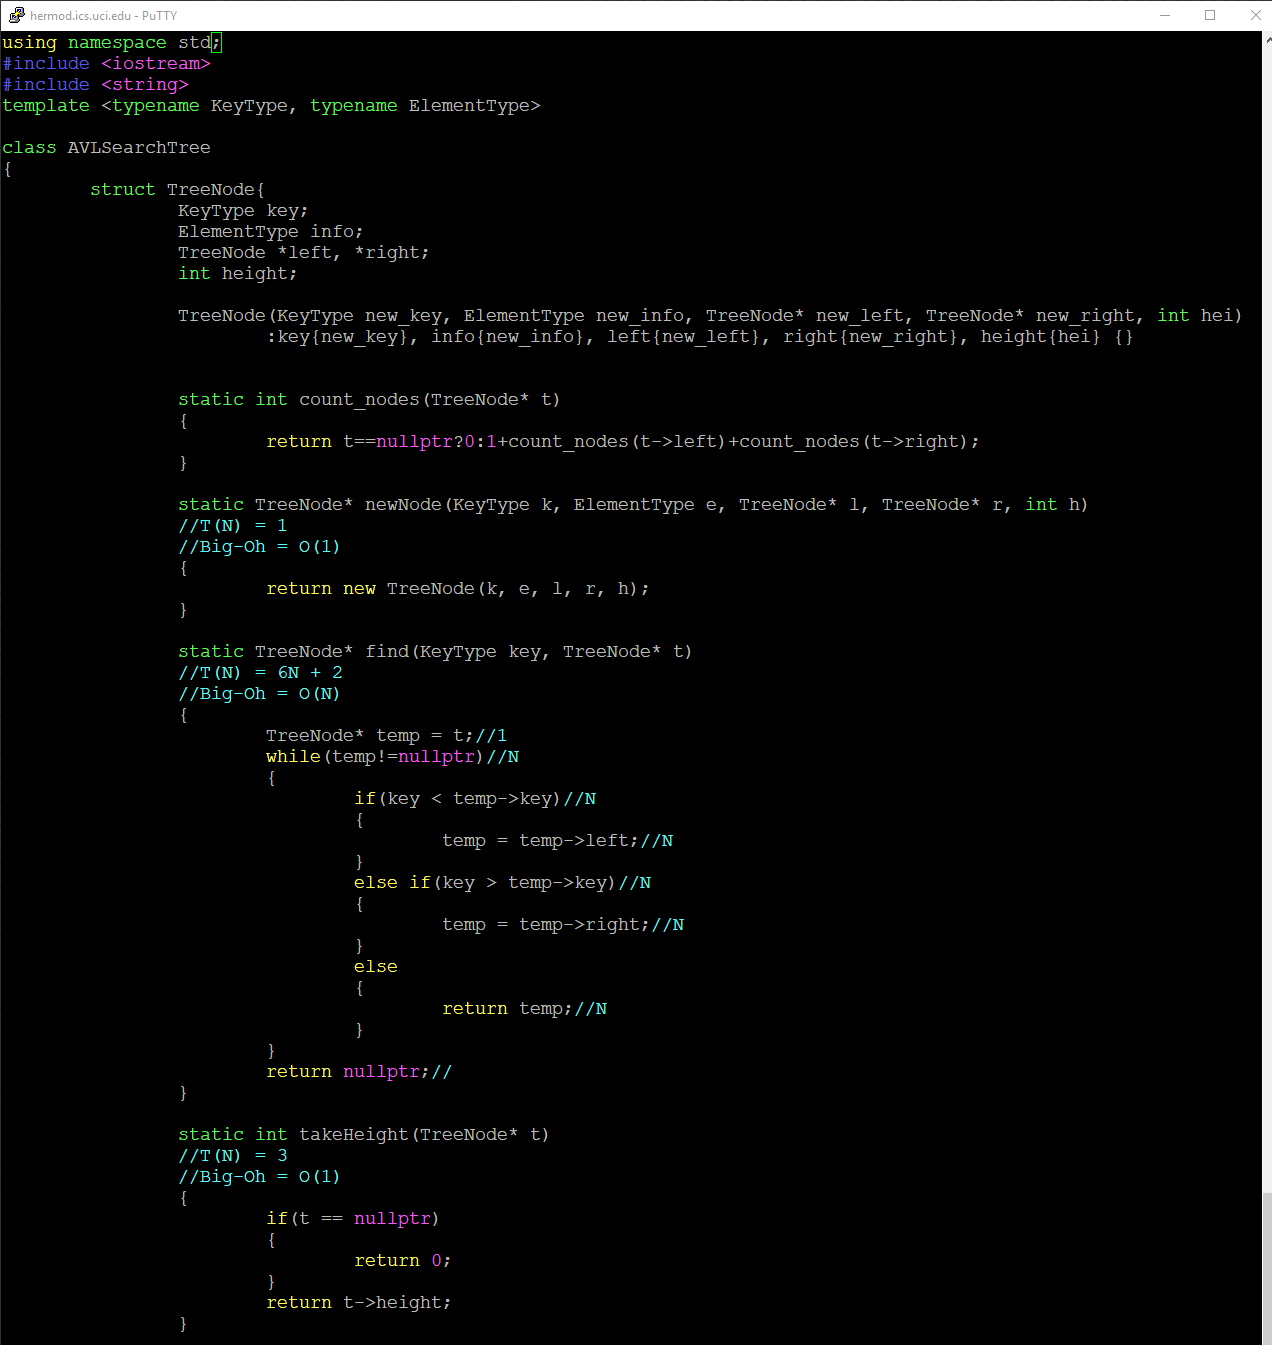 hermod.ics.uci.edu - PuTTY
using namespace std;
#include <iostream>
#include <string>
template <typename KeyType, typename ElementType>
class AVLSearchTree
{
struct TreeNode{
KeyType key;
ElementType info;
TreeNode *left, *right;
int height;
TreeNode(KeyType new_key, ElementType new_info, TreeNode* new_left, TreeNode* new_right, int hei)
:key{new_key}, info{new_info}, left{new_left}, right{new_right}, height{hei} {}
static int count_nodes(TreeNode* t)
{
return t==nullptr?0:1+count_nodes(t->left)+count_nodes(t->right);
}
static TreeNode* newNode(KeyType k, ElementType e, TreeNode* l, TreeNode* r, int h)
//T(N) = 1
//Big-Oh = O(1)
{
return new TreeNode(k, e, l, r, h);
}
static TreeNode* find(KeyType key, TreeNode* t)
//T(N) = 6N + 2
//Big-Oh = O(N)
{
TreeNode* temp = t;//1
while(temp!=nullptr)//N
{
if(key < temp->key)//N
{
temp = temp->left;//N
}
else if(key > temp->key)//N
{
temp = temp->right;//N
}
else
{
return temp;//N
}
}
return nullptr;//
}
static int takeHeight(TreeNode* t)
//T(N) = 3
//Big-Oh = O(1)
{
if(t == nullptr)
{
return 0;
}
return t->height;
}